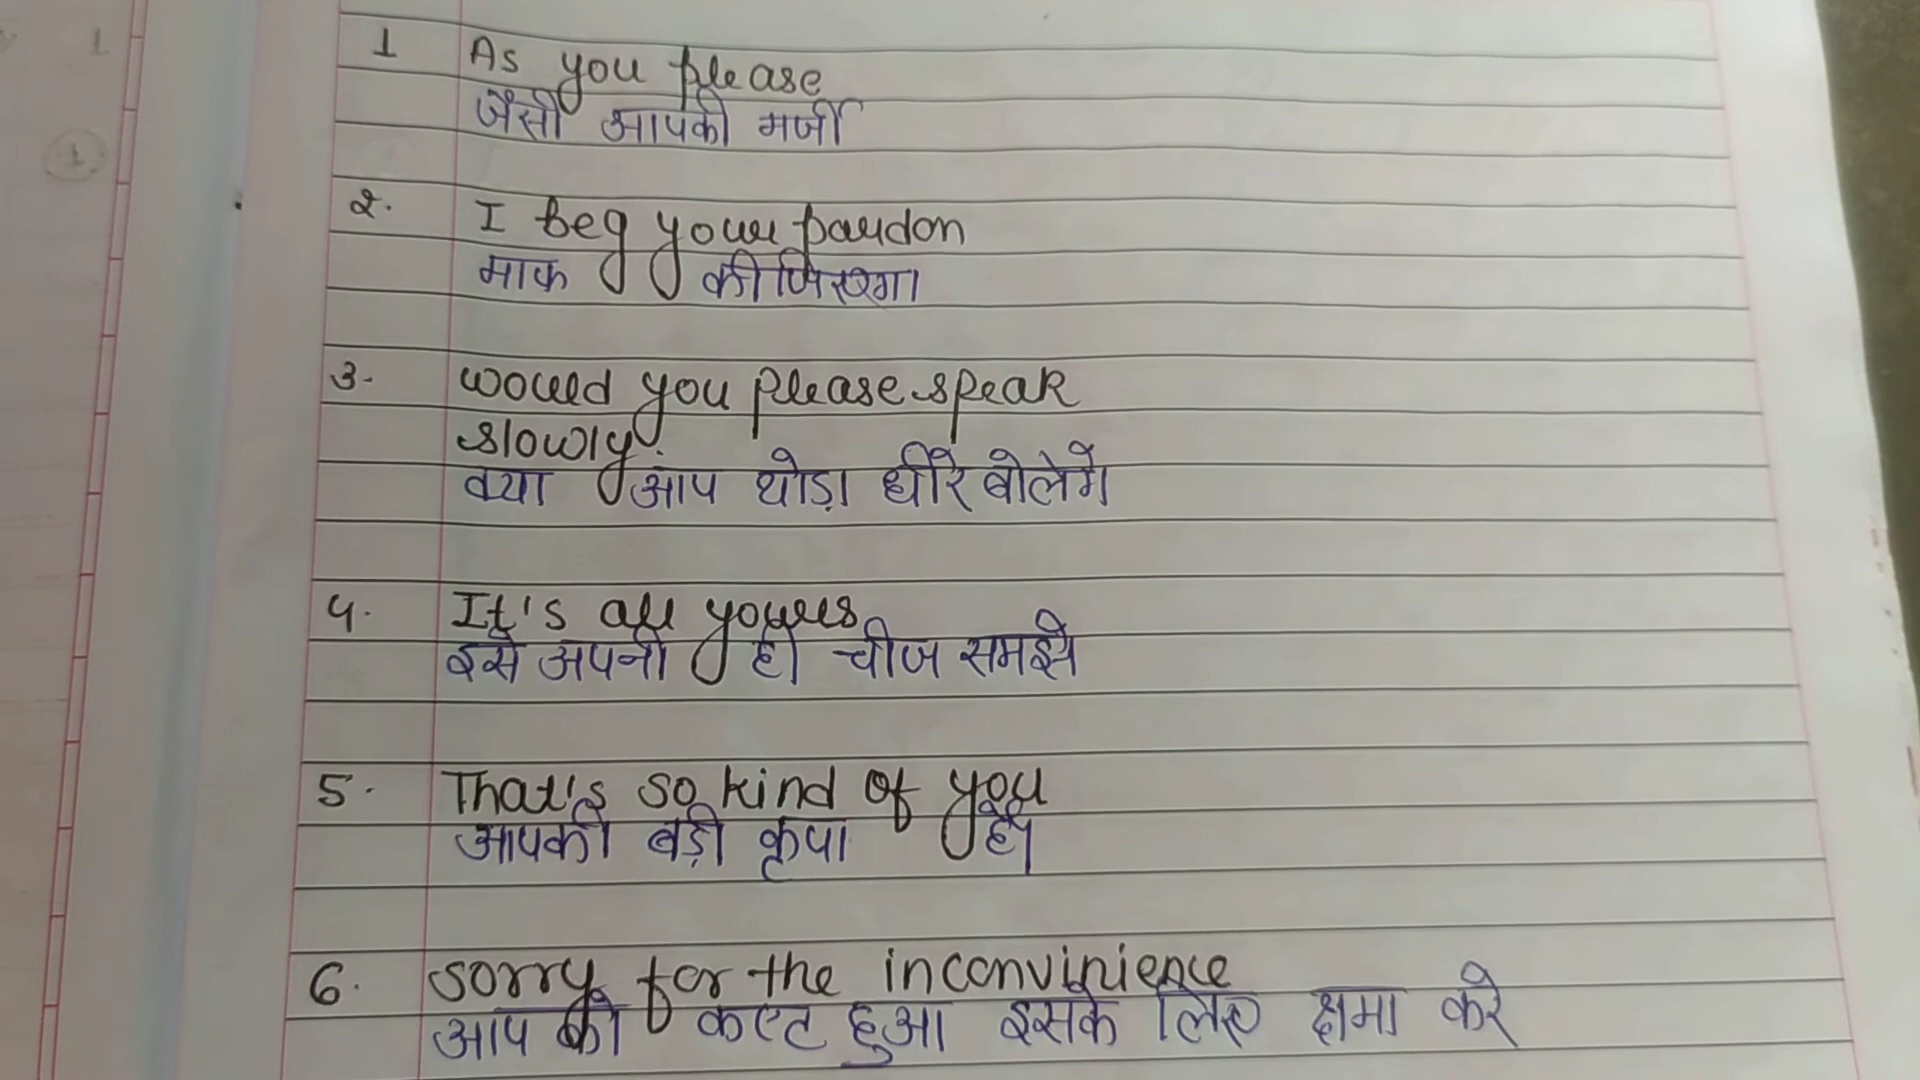 1 As you please
जैसी आपकी मर्जी
2. I beg your pardon
माफ कीजिएगा
3. would you please speak
slowly.
क्या आप थोड़ा धीरे बोलेगें
4. It's all yours
इसे अपनी ही चीज समझे
5. That's so kind of you
आपकी बड़ी कृपा है।
6. sorry for the inconvinience
आप को कष्ट हुआ इसके लिए क्षमा करे